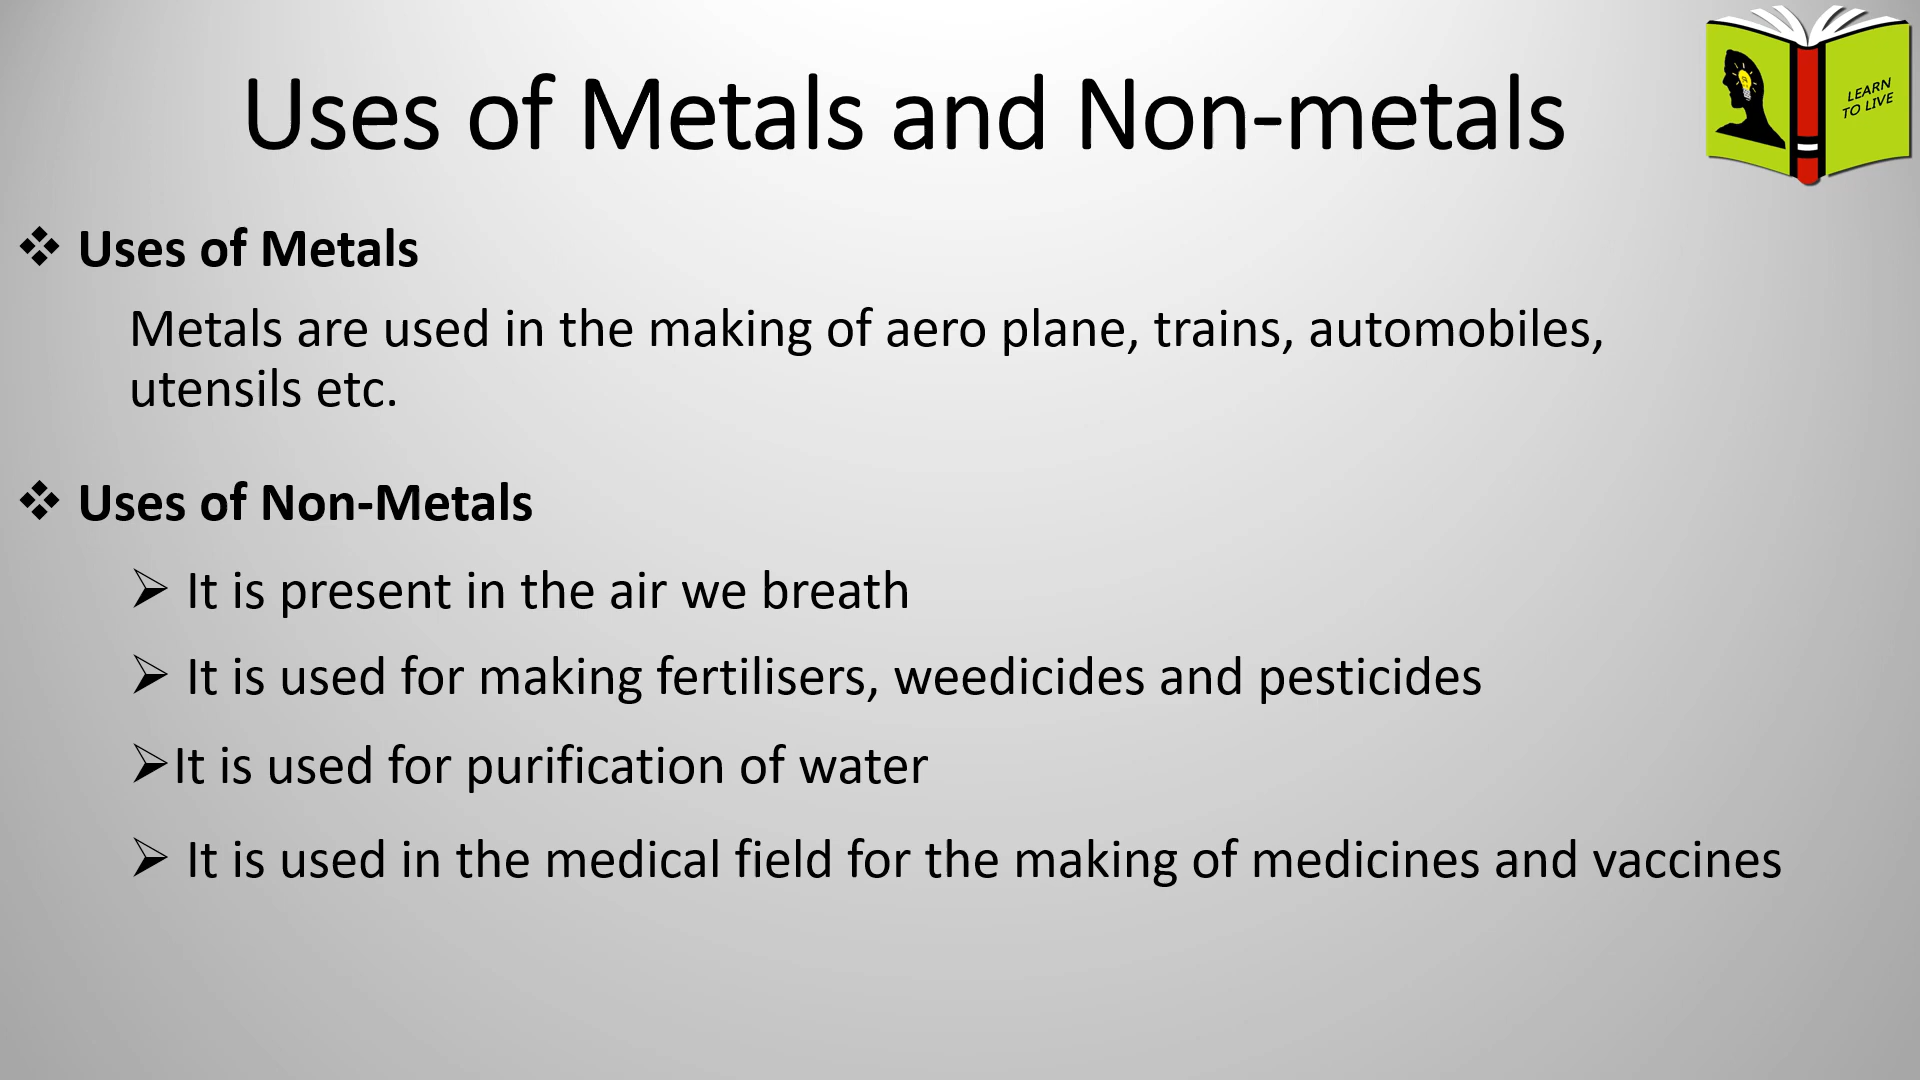 Uses of Metals and Non-metals
LEARN
TO LIVE
❖ Uses of Metals
Metals are used in the making of aero plane, trains, automobiles,
utensils etc.
❖ Uses of Non-Metals
➢ It is present in the air we breath
➢ It is used for making fertilisers, weedicides and pesticides
➢It is used for purification of water
➢ It is used in the medical field for the making of medicines and vaccines